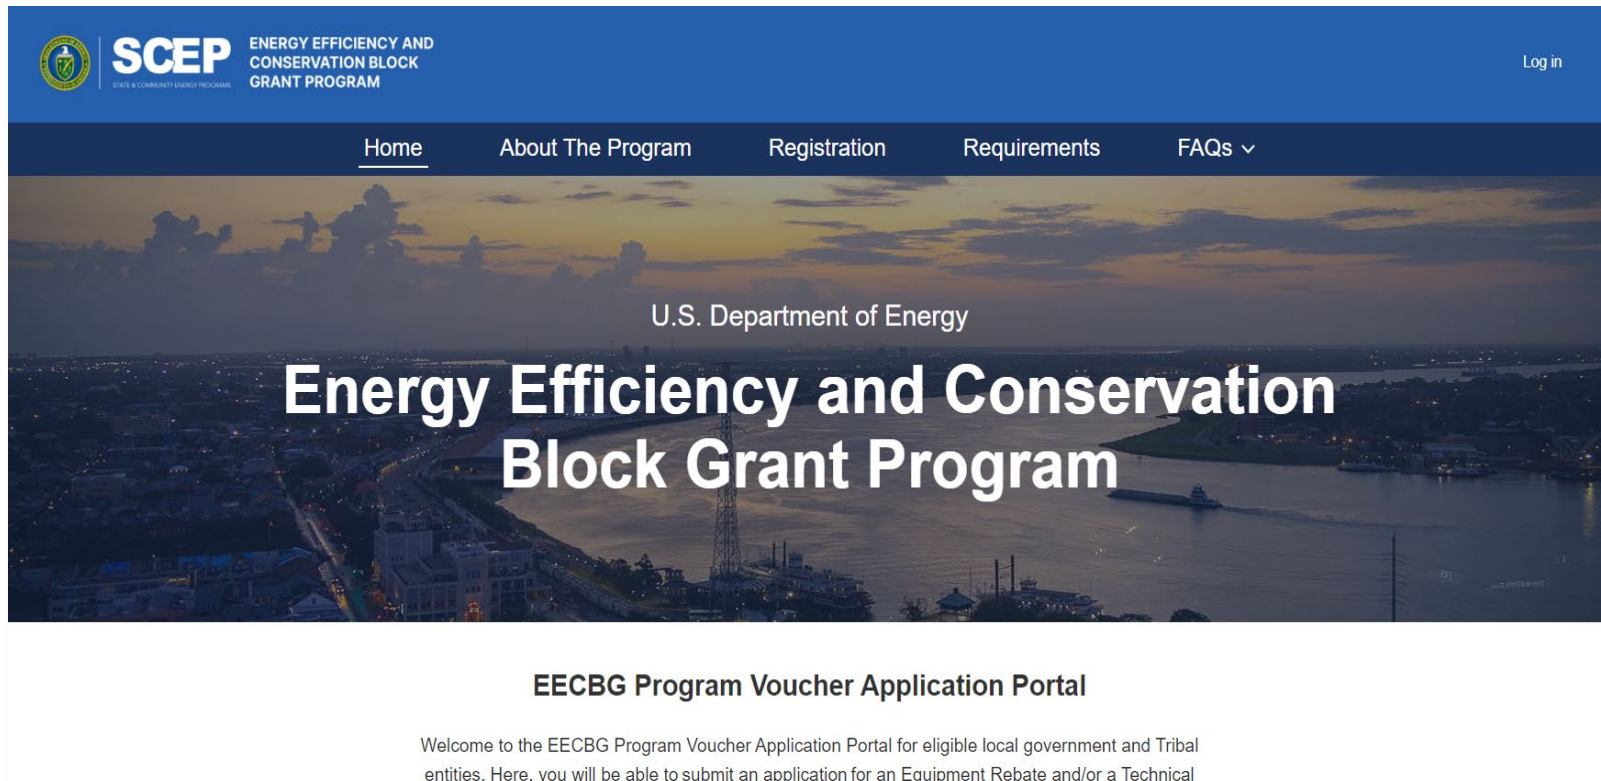 SCEP
STATE & COMMUNITY ENERGY PROGRAMS
ENERGY EFFICIENCY AND
CONSERVATION BLOCK
GRANT PROGRAM
Log in
Home About The Program Registration Requirements FAQs
U.S. Department of Energy
Energy Efficiency and Conservation
Block Grant Program
EECBG Program Voucher Application Portal
Welcome to the EECBG Program Voucher Application Portal for eligible local government and Tribal
entities. Here, you will be able to submit an application for an Equipment Rebate and/or a Technical